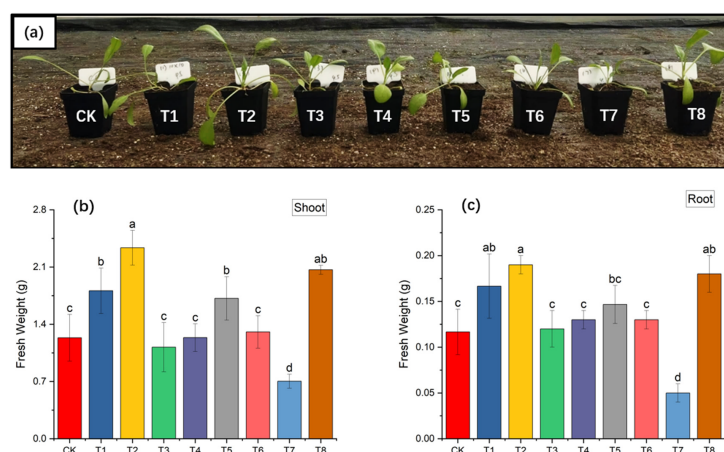 (a)
CK T1 T2 T3 T4 T5 T6 T7 T8
(b)
Shoot
Fresh Weight (g)
2.8
2.1
1.4
0.7
0.0
c b a c c b c d ab
CK T1 T2 T3 T4 T5 T6 T7 T8
(c)
Root
Fresh Weight (g)
0.25
0.20
0.15
0.10
0.05
0.00
c ab a c c bc c d ab
CK T1 T2 T3 T4 T5 T6 T7 T8